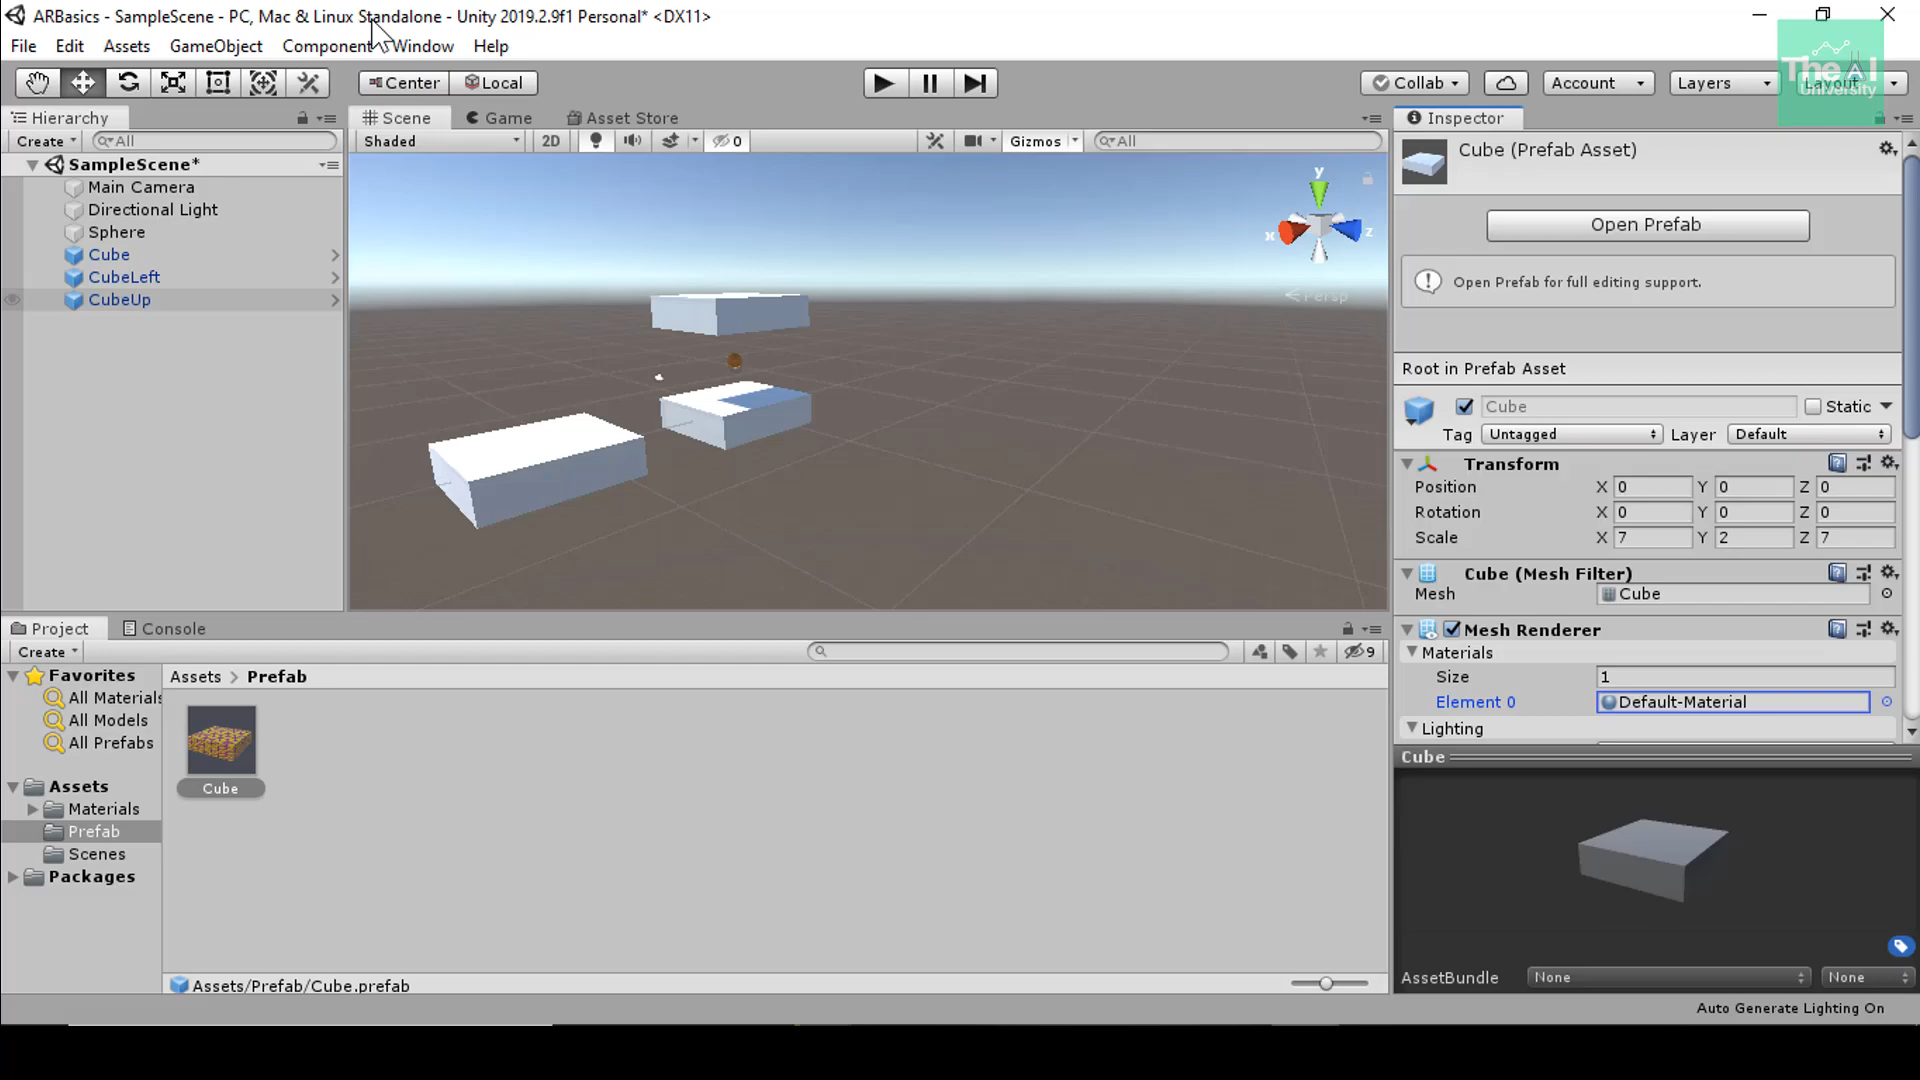 ARBasics - SampleScene - PC, Mac & Linux Standalone - Unity 2019.2.9f1 Personal* <DX11>
File Edit Assets GameObject Component Window Help
Center Local Collab Account Layers Layout
The AI University
Hierarchy
Create All
SampleScene*
Main Camera
Directional Light
Sphere
Cube
CubeLeft
CubeUp
Scene Game Asset Store
Shaded 2D 0 Gizmos All
y
x z
Persp
Inspector
Cube (Prefab Asset)
Open Prefab
Open Prefab for full editing support.
Root in Prefab Asset
Cube Static
Tag Untagged Layer Default
Transform
Position X 0 Y 0 Z 0
Rotation X 0 Y 0 Z 0
Scale X 7 Y 2 Z 7
Cube (Mesh Filter)
Mesh Cube
Mesh Renderer
Materials
Size 1
Element 0 Default-Material
Lighting
Cube
AssetBundle None None
Project Console
Create 9
Favorites
All Materials
All Models
All Prefabs
Assets
Materials
Prefab
Scenes
Packages
Assets > Prefab
Cube
Assets/Prefab/Cube.prefab
Auto Generate Lighting On